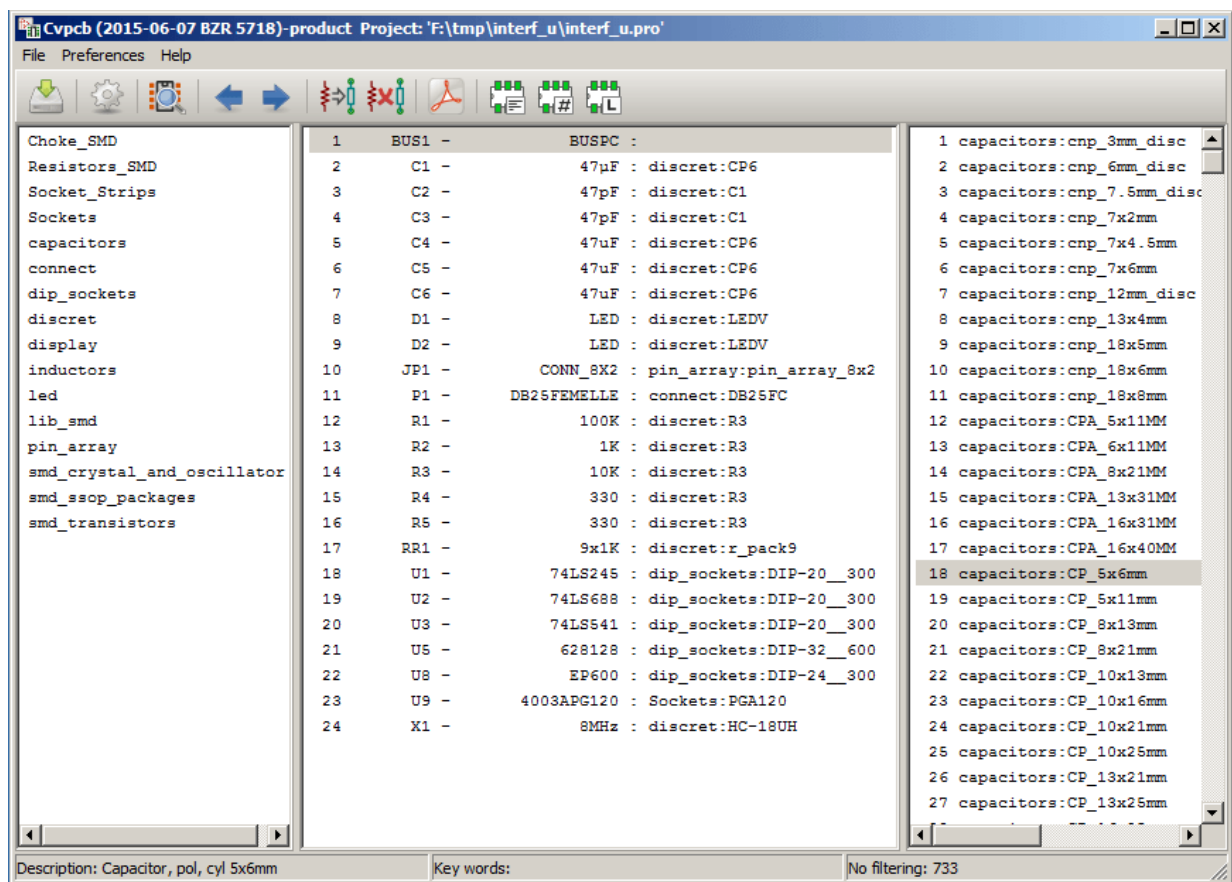 Cvpcb (2015-06-07 BZR 5718)-product Project: 'F:\tmp\interf_u\interf_u.pro'
File Preferences Help
#
L
Choke_SMD
Resistors_SMD
Socket_Strips
Sockets
capacitors
connect
dip_sockets
discret
display
inductors
led
lib_smd
pin_array
smd_crystal_and_oscillator
smd_ssop_packages
smd_transistors
1 BUS1 - BUSPC :
2 C1 - 47µF : discret:CP6
3 C2 - 47pF : discret:C1
4 C3 - 47pF : discret:C1
5 C4 - 47uF : discret:CP6
6 C5 - 47uF : discret:CP6
7 C6 - 47uF : discret:CP6
8 D1 - LED : discret:LEDV
9 D2 - LED : discret:LEDV
10 JP1 - CONN_8X2 : pin_array:pin_array_8x2
11 P1 - DB25FEMELLE : connect:DB25FC
12 R1 - 100K : discret:R3
13 R2 - 1K : discret:R3
14 R3 - 10K : discret:R3
15 R4 - 330 : discret:R3
16 R5 - 330 : discret:R3
17 RR1 - 9x1K : discret:r_pack9
18 U1 - 74LS245 : dip_sockets:DIP-20__300
19 U2 - 74LS688 : dip_sockets:DIP-20__300
20 U3 - 74LS541 : dip_sockets:DIP-20__300
21 U5 - 628128 : dip_sockets:DIP-32__600
22 U8 - EP600 : dip_sockets:DIP-24__300
23 U9 - 4003APG120 : Sockets:PGA120
24 X1 - 8MHz : discret:HC-18UH
1 capacitors:cnp_3mm_disc
2 capacitors:cnp_6mm_disc
3 capacitors:cnp_7.5mm_disc
4 capacitors:cnp_7x2mm
5 capacitors:cnp_7x4.5mm
6 capacitors:cnp_7x6mm
7 capacitors:cnp_12mm_disc
8 capacitors:cnp_13x4mm
9 capacitors:cnp_18x5mm
10 capacitors:cnp_18x6mm
11 capacitors:cnp_18x8mm
12 capacitors:CPA_5x11MM
13 capacitors:CPA_6x11MM
14 capacitors:CPA_8x21MM
15 capacitors:CPA_13x31MM
16 capacitors:CPA_16x31MM
17 capacitors:CPA_16x40MM
18 capacitors:CP_5x6mm
19 capacitors:CP_5x11mm
20 capacitors:CP_8x13mm
21 capacitors:CP_8x21mm
22 capacitors:CP_10x13mm
23 capacitors:CP_10x16mm
24 capacitors:CP_10x21mm
25 capacitors:CP_10x25mm
26 capacitors:CP_13x21mm
27 capacitors:CP_13x25mm
Description: Capacitor, pol, cyl 5x6mm
Key words:
No filtering: 733